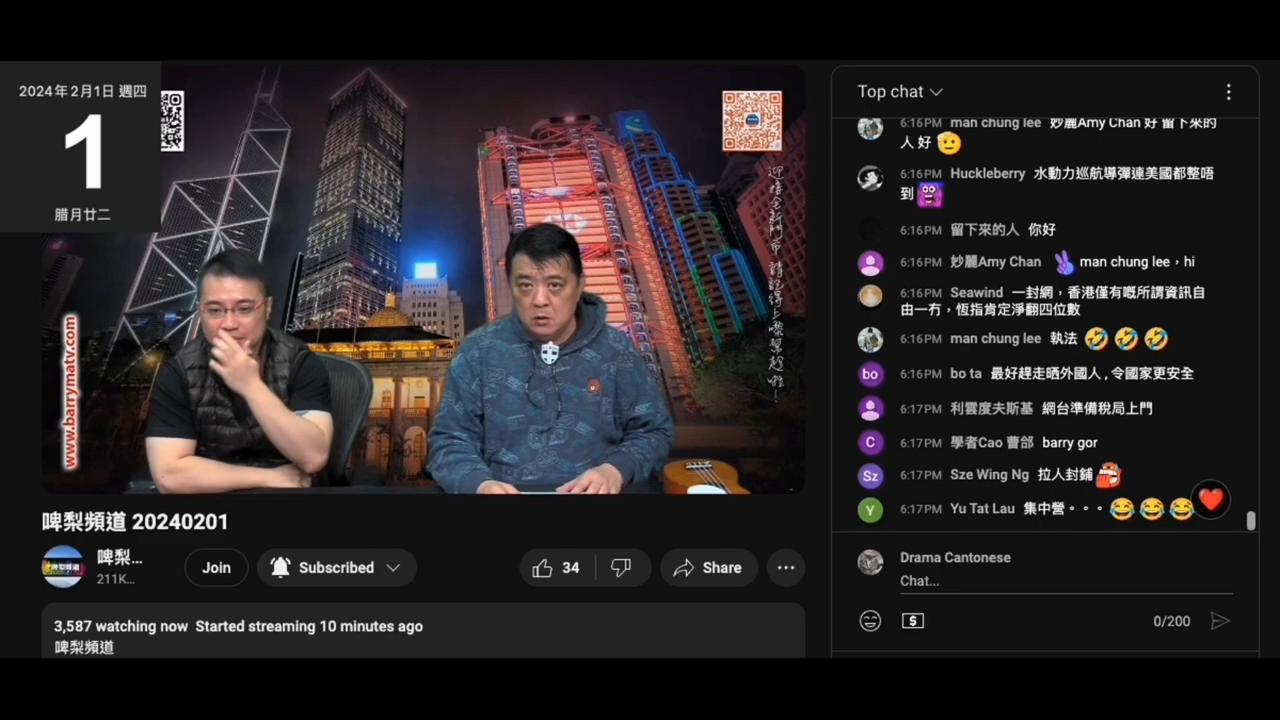 2024年2月1日 週四
1
腊月廿二
迎接全新門市 請記得上嚟幫趁啦！
www.barrymatv.com
啤梨頻道 20240201
啤梨...
211K...
Join
Subscribed
34
Share
3,587 watching now Started streaming 10 minutes ago
啤梨頻道
Top chat
6:16PM man chung lee 妙麗Amy Chan 好 留下來的
人 好
6:16PM Huckleberry 水動力巡航導彈連美國都整唔
到
6:16PM 留下來的人 你好
6:16PM 妙麗Amy Chan man chung lee，hi
6:16PM Seawind 一封網，香港僅有嘅所謂資訊自
由一冇，恆指肯定淨翻四位數
6:16PM man chung lee 執法 🤣🤣🤣
bo 6:16PM bo ta 最好趕走晒外國人 , 令國家更安全
6:17PM 利雲度夫斯基 網台準備稅局上門
C 6:17PM 學者Cao 曹郃 barry gor
Sz 6:17PM Sze Wing Ng 拉人封鋪
Y 6:17PM Yu Tat Lau 集中營。。。😂😂😂
Drama Cantonese
Chat...
0/200